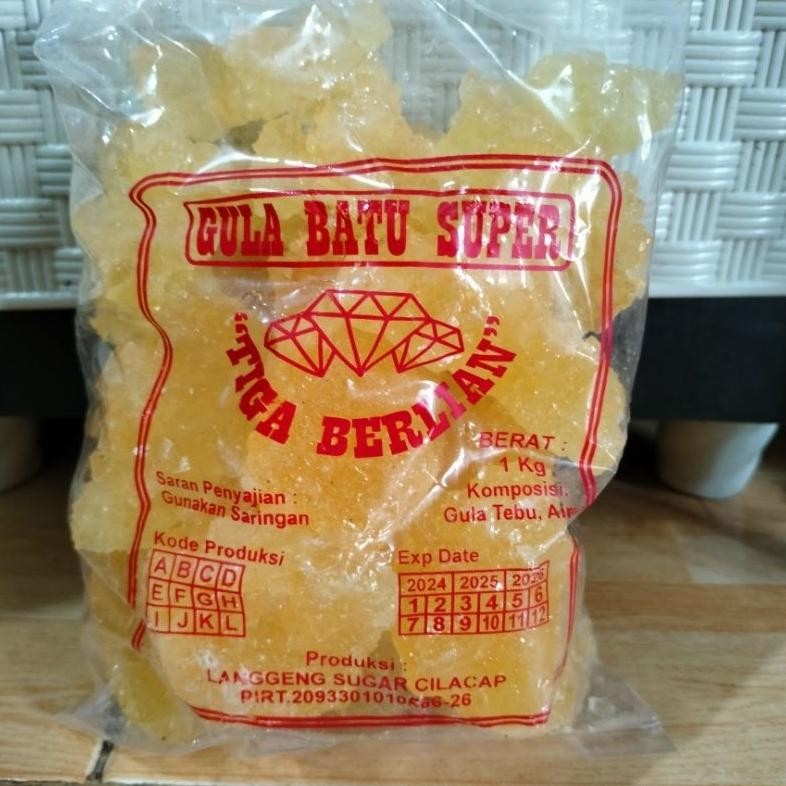 GULA BATU SUPER
"TIGA BERLIAN"
BERAT :
1 Kg
Komposisi:
Gula Tebu, Air
Saran Penyajian :
Gunakan Saringan
Kode Produksi
A B C D
E F G H
I J K L
Exp Date
2024 2025 2026
1 2 3 4 5 6
7 8 9 10 11 12
Produksi :
LANGGENG SUGAR CILACAP